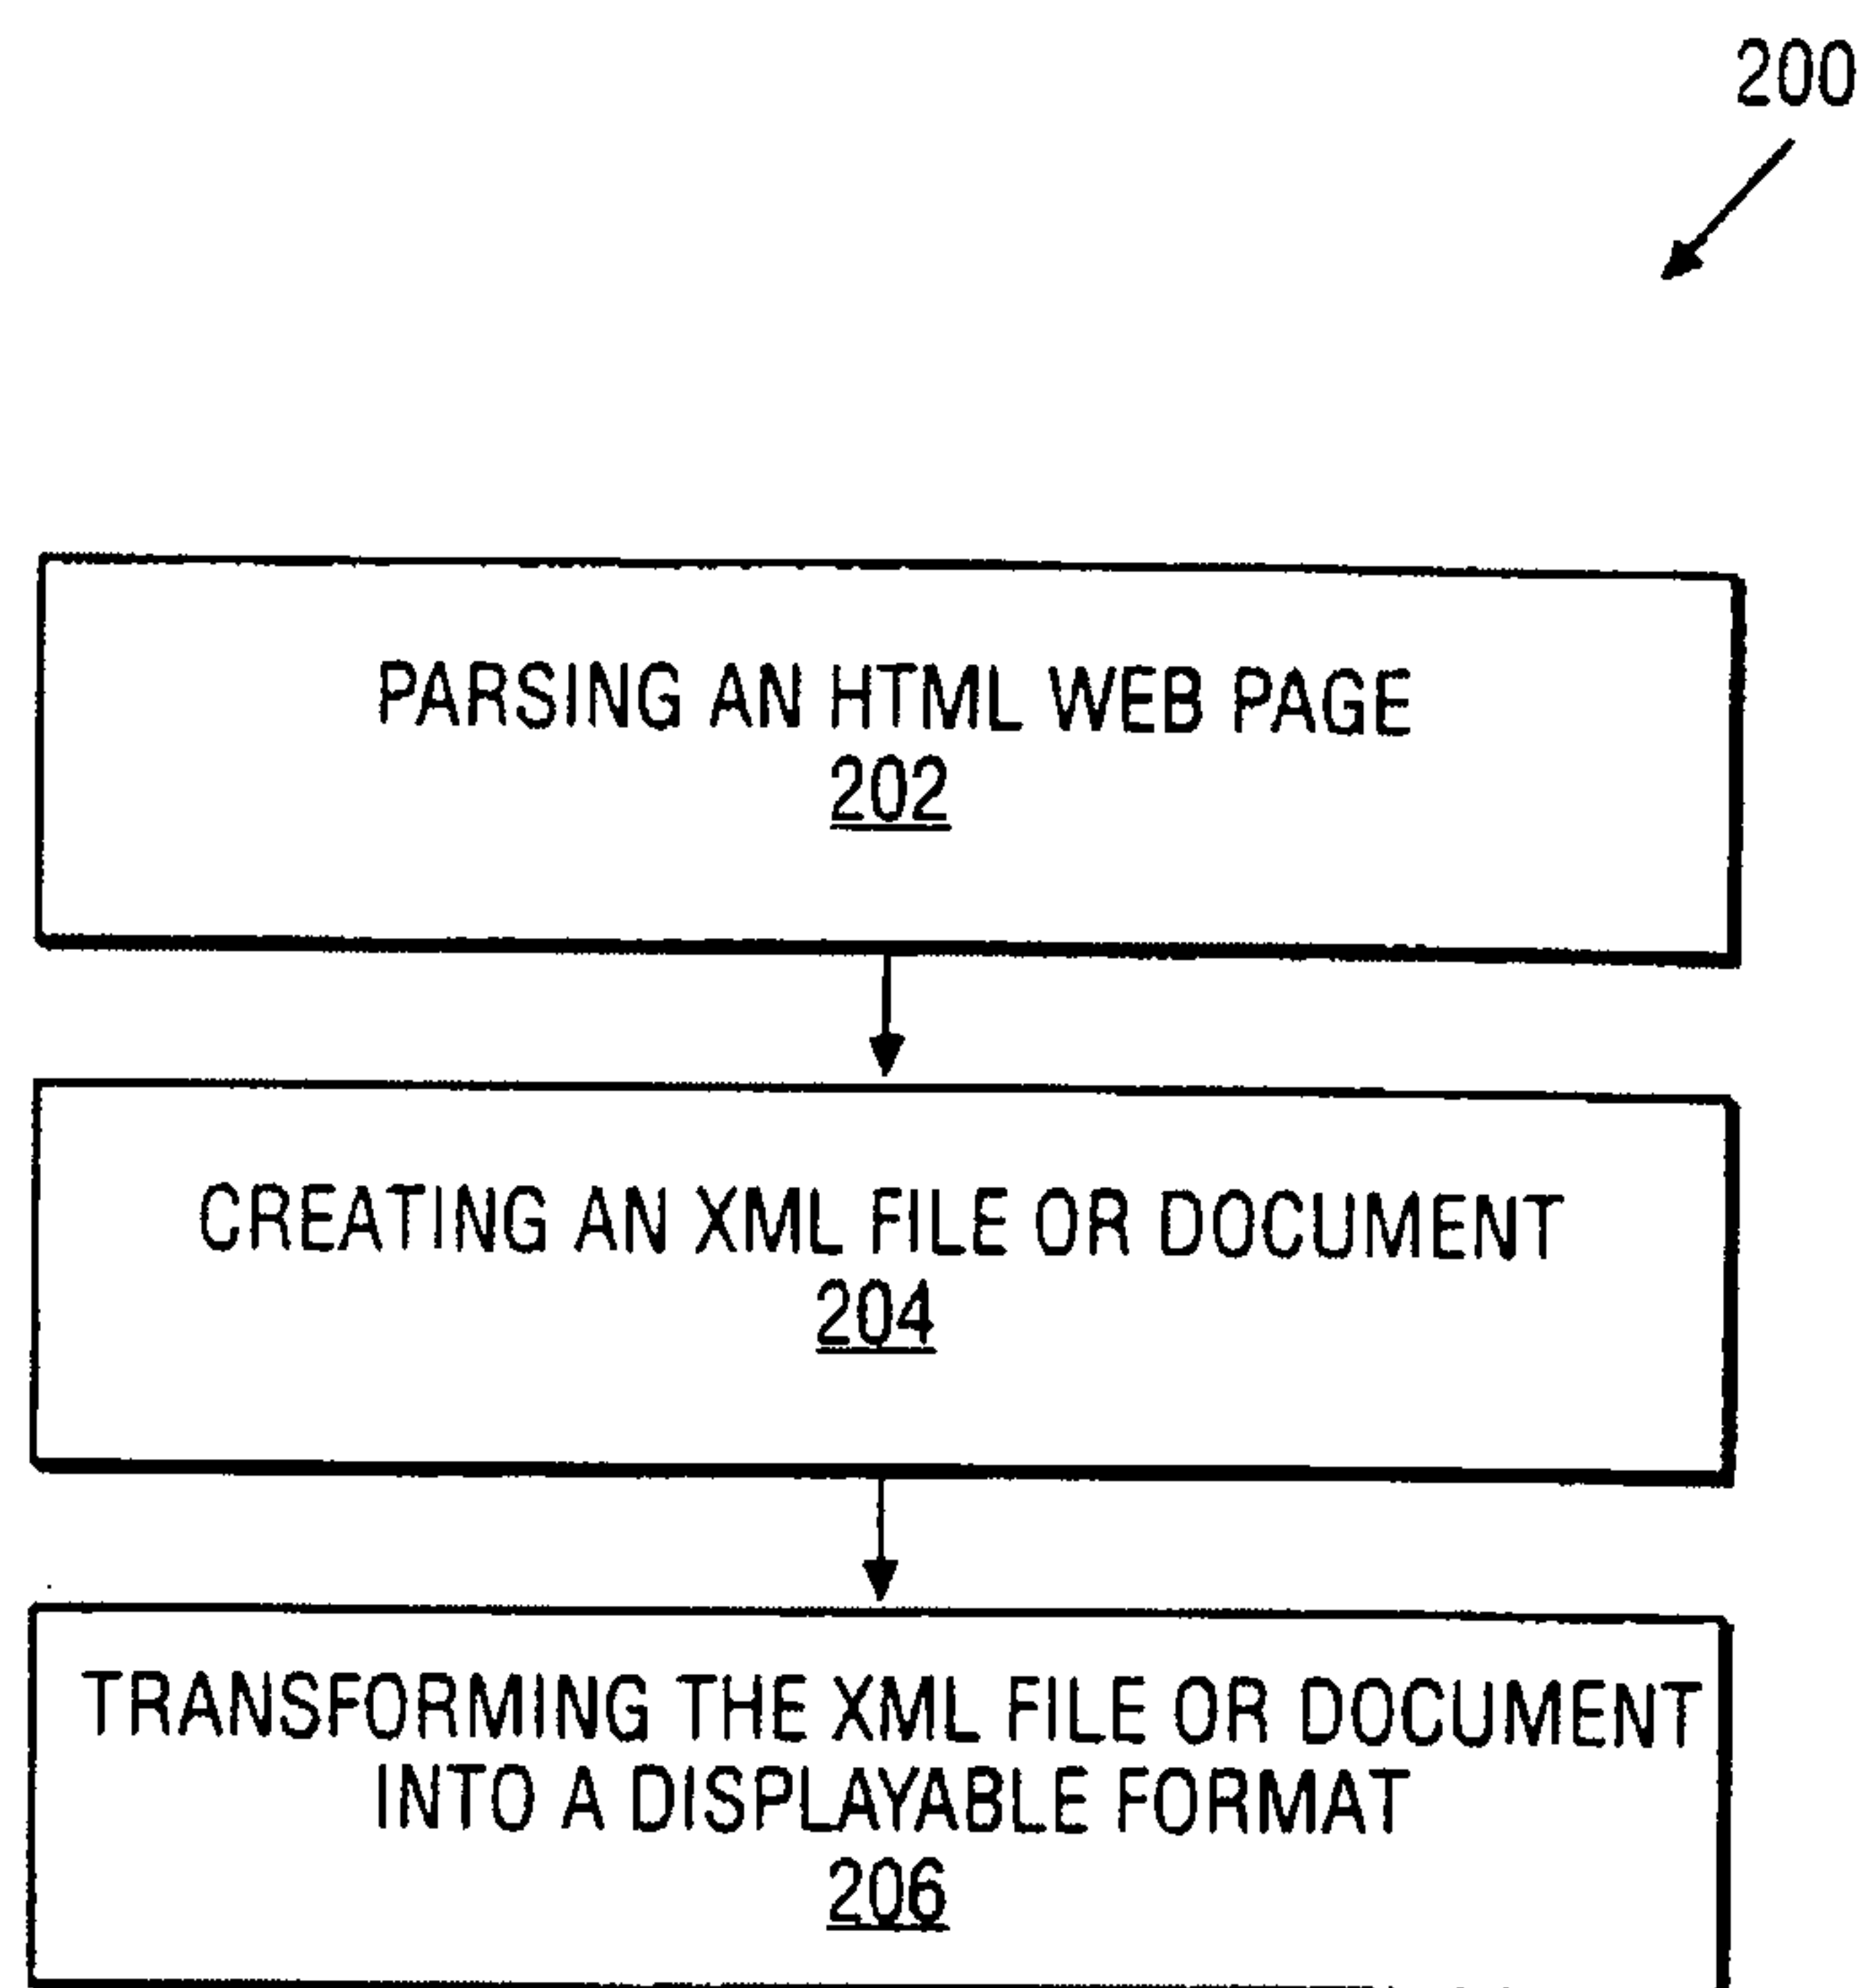 200
PARSING AN HTML WEB PAGE
202
CREATING AN XML FILE OR DOCUMENT
204
TRANSFORMING THE XML FILE OR DOCUMENT
INTO A DISPLAYABLE FORMAT
206